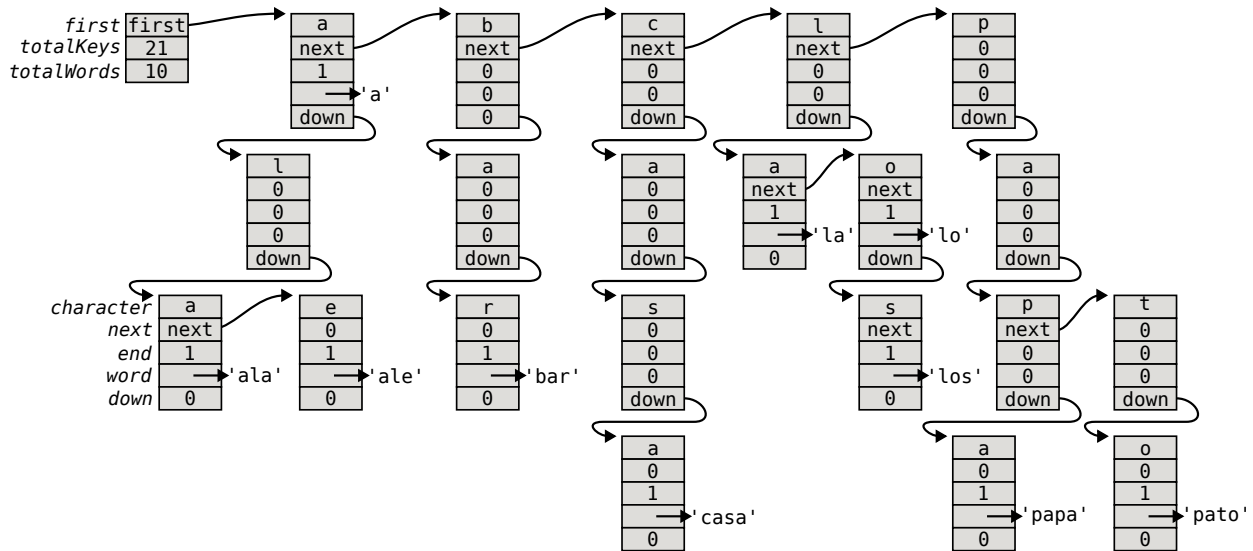 first first a b c l p
totalKeys 21 next next next next 0
totalWords 10 1 0 0 0 0
'a' 0 0 0 0
down 0 down down down
l a a a o a
0 0 0 next next 0
0 0 0 1 1 0
0 0 0 'la' 'lo' 0
down down down 0 down down
character a e r s s p t
next next 0 0 0 next next 0
end 1 1 1 0 1 0 0
word 'ala' 'ale' 'bar' 0 'los' 0 0
down 0 0 0 down 0 down down
a a o
0 0 0
1 1 1
'casa' 'papa' 'pato'
0 0 0